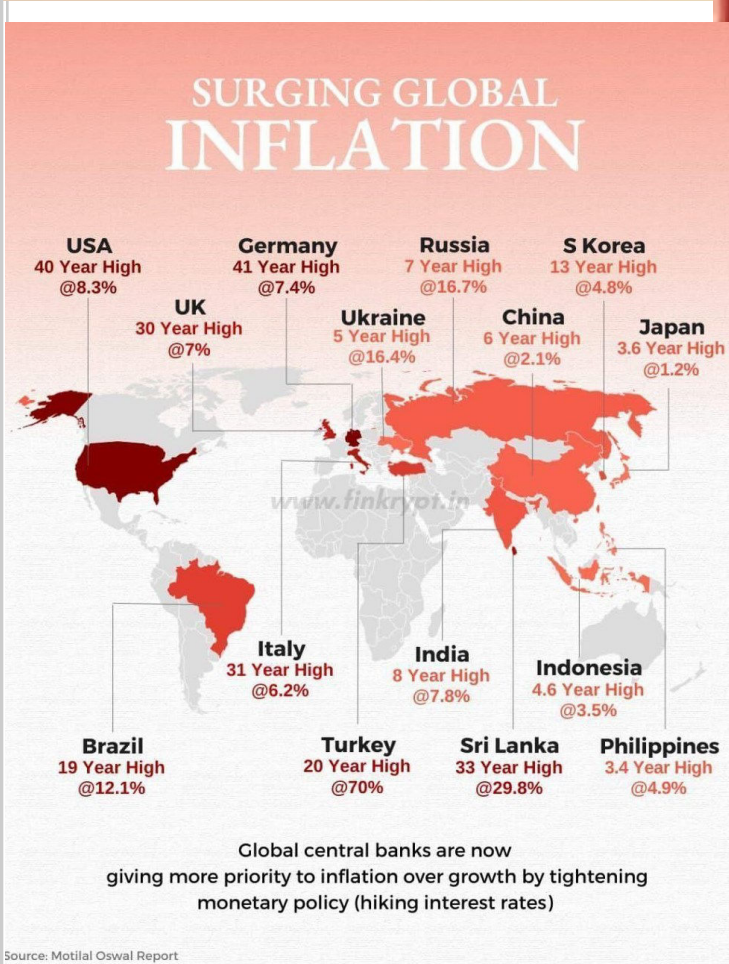 SURGING GLOBAL
INFLATION
USA
40 Year High
@8.3%
Germany
41 Year High
@7.4%
Russia
7 Year High
@16.7%
S Korea
13 Year High
@4.8%
UK
30 Year High
@7%
Ukraine
5 Year High
@16.4%
China
6 Year High
@2.1%
Japan
3.6 Year High
@1.2%
www.finkrypt.in
Italy
31 Year High
@6.2%
India
8 Year High
@7.8%
Indonesia
4.6 Year High
@3.5%
Brazil
19 Year High
@12.1%
Turkey
20 Year High
@70%
Sri Lanka
33 Year High
@29.8%
Philippines
3.4 Year High
@4.9%
Global central banks are now
giving more priority to inflation over growth by tightening
monetary policy (hiking interest rates)
Source: Motilal Oswal Report